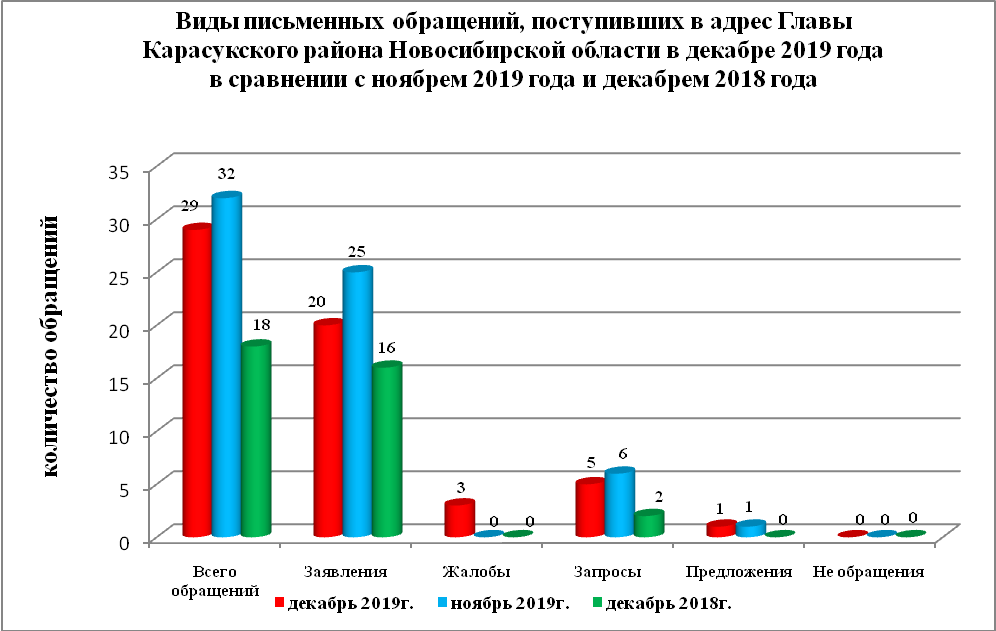 Виды письменных обращений, поступивших в адрес Главы
Карасукского района Новосибирской области в декабре 2019 года
в сравнении с ноябрем 2019 года и декабрем 2018 года
количество обращений
35
30
25
20
15
10
5
0
29
32
18
20
25
16
3
0
0
5
6
2
1
1
0
0
0
0
Всего
обращений
Заявления
Жалобы
Запросы
Предложения
Не обращения
декабрь 2019г.
ноябрь 2019г.
декабрь 2018г.